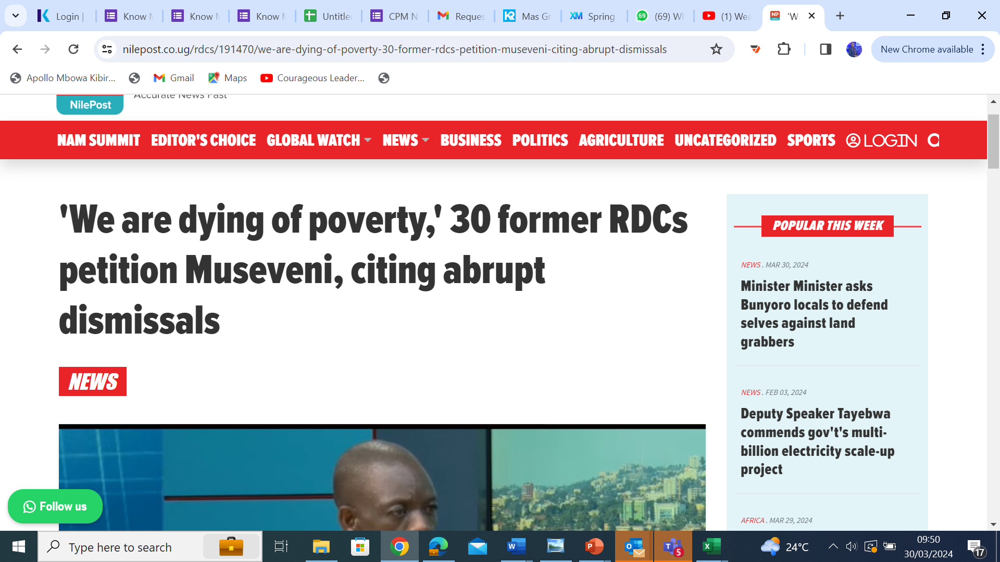 Login |
Know
Know
Know
Untitle
CPM N
Reques
Mas Gr
Spring
(69) W
(1) Wea
'W
nilepost.co.ug/rdcs/191470/we-are-dying-of-poverty-30-former-rdcs-petition-museveni-citing-abrupt-dismissals
New Chrome available
Apollo Mbowa Kibir...
Gmail
Maps
Courageous Leader...
NilePost
Accurate News Fast
NAM SUMMIT
EDITOR'S CHOICE
GLOBAL WATCH
NEWS
BUSINESS
POLITICS
AGRICULTURE
UNCATEGORIZED
SPORTS
LOGIN
'We are dying of poverty,' 30 former RDCs
petition Museveni, citing abrupt
dismissals
NEWS
POPULAR THIS WEEK
NEWS . MAR 30, 2024
Minister Minister asks
Bunyoro locals to defend
selves against land
grabbers
NEWS . FEB 03, 2024
Deputy Speaker Tayebwa
commends gov't's multi-
billion electricity scale-up
project
AFRICA . MAR 29, 2024
Follow us
Type here to search
5
24°C
09:50
30/03/2024
17